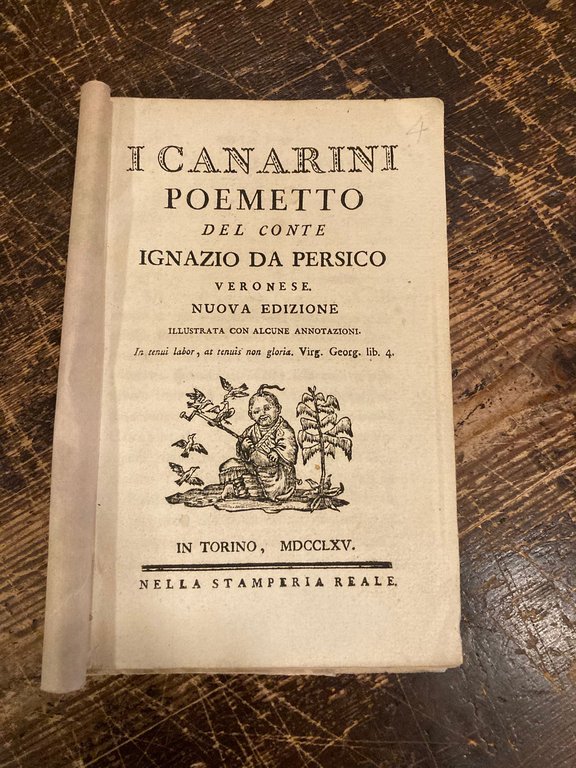 4
I CANARINI
POEMETTO
DEL CONTE
IGNAZIO DA PERSICO
VERONESE.
NUOVA EDIZIONE
ILLUSTRATA CON ALCUNE ANNOTAZIONI.
In tenui labor, at tenuis non gloria. Virg. Georg. lib. 4.
IN TORINO, MDCCLXV.
NELLA STAMPERIA REALE.